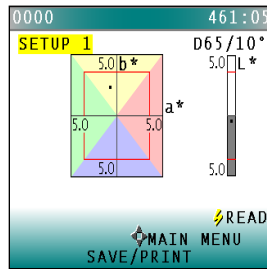 0000 461:05
SETUP 1 D65/10°
5.0 b* 5.0 L*
a*
5.0 5.0
5.0 5.0
READ
MAIN MENU
SAVE/PRINT